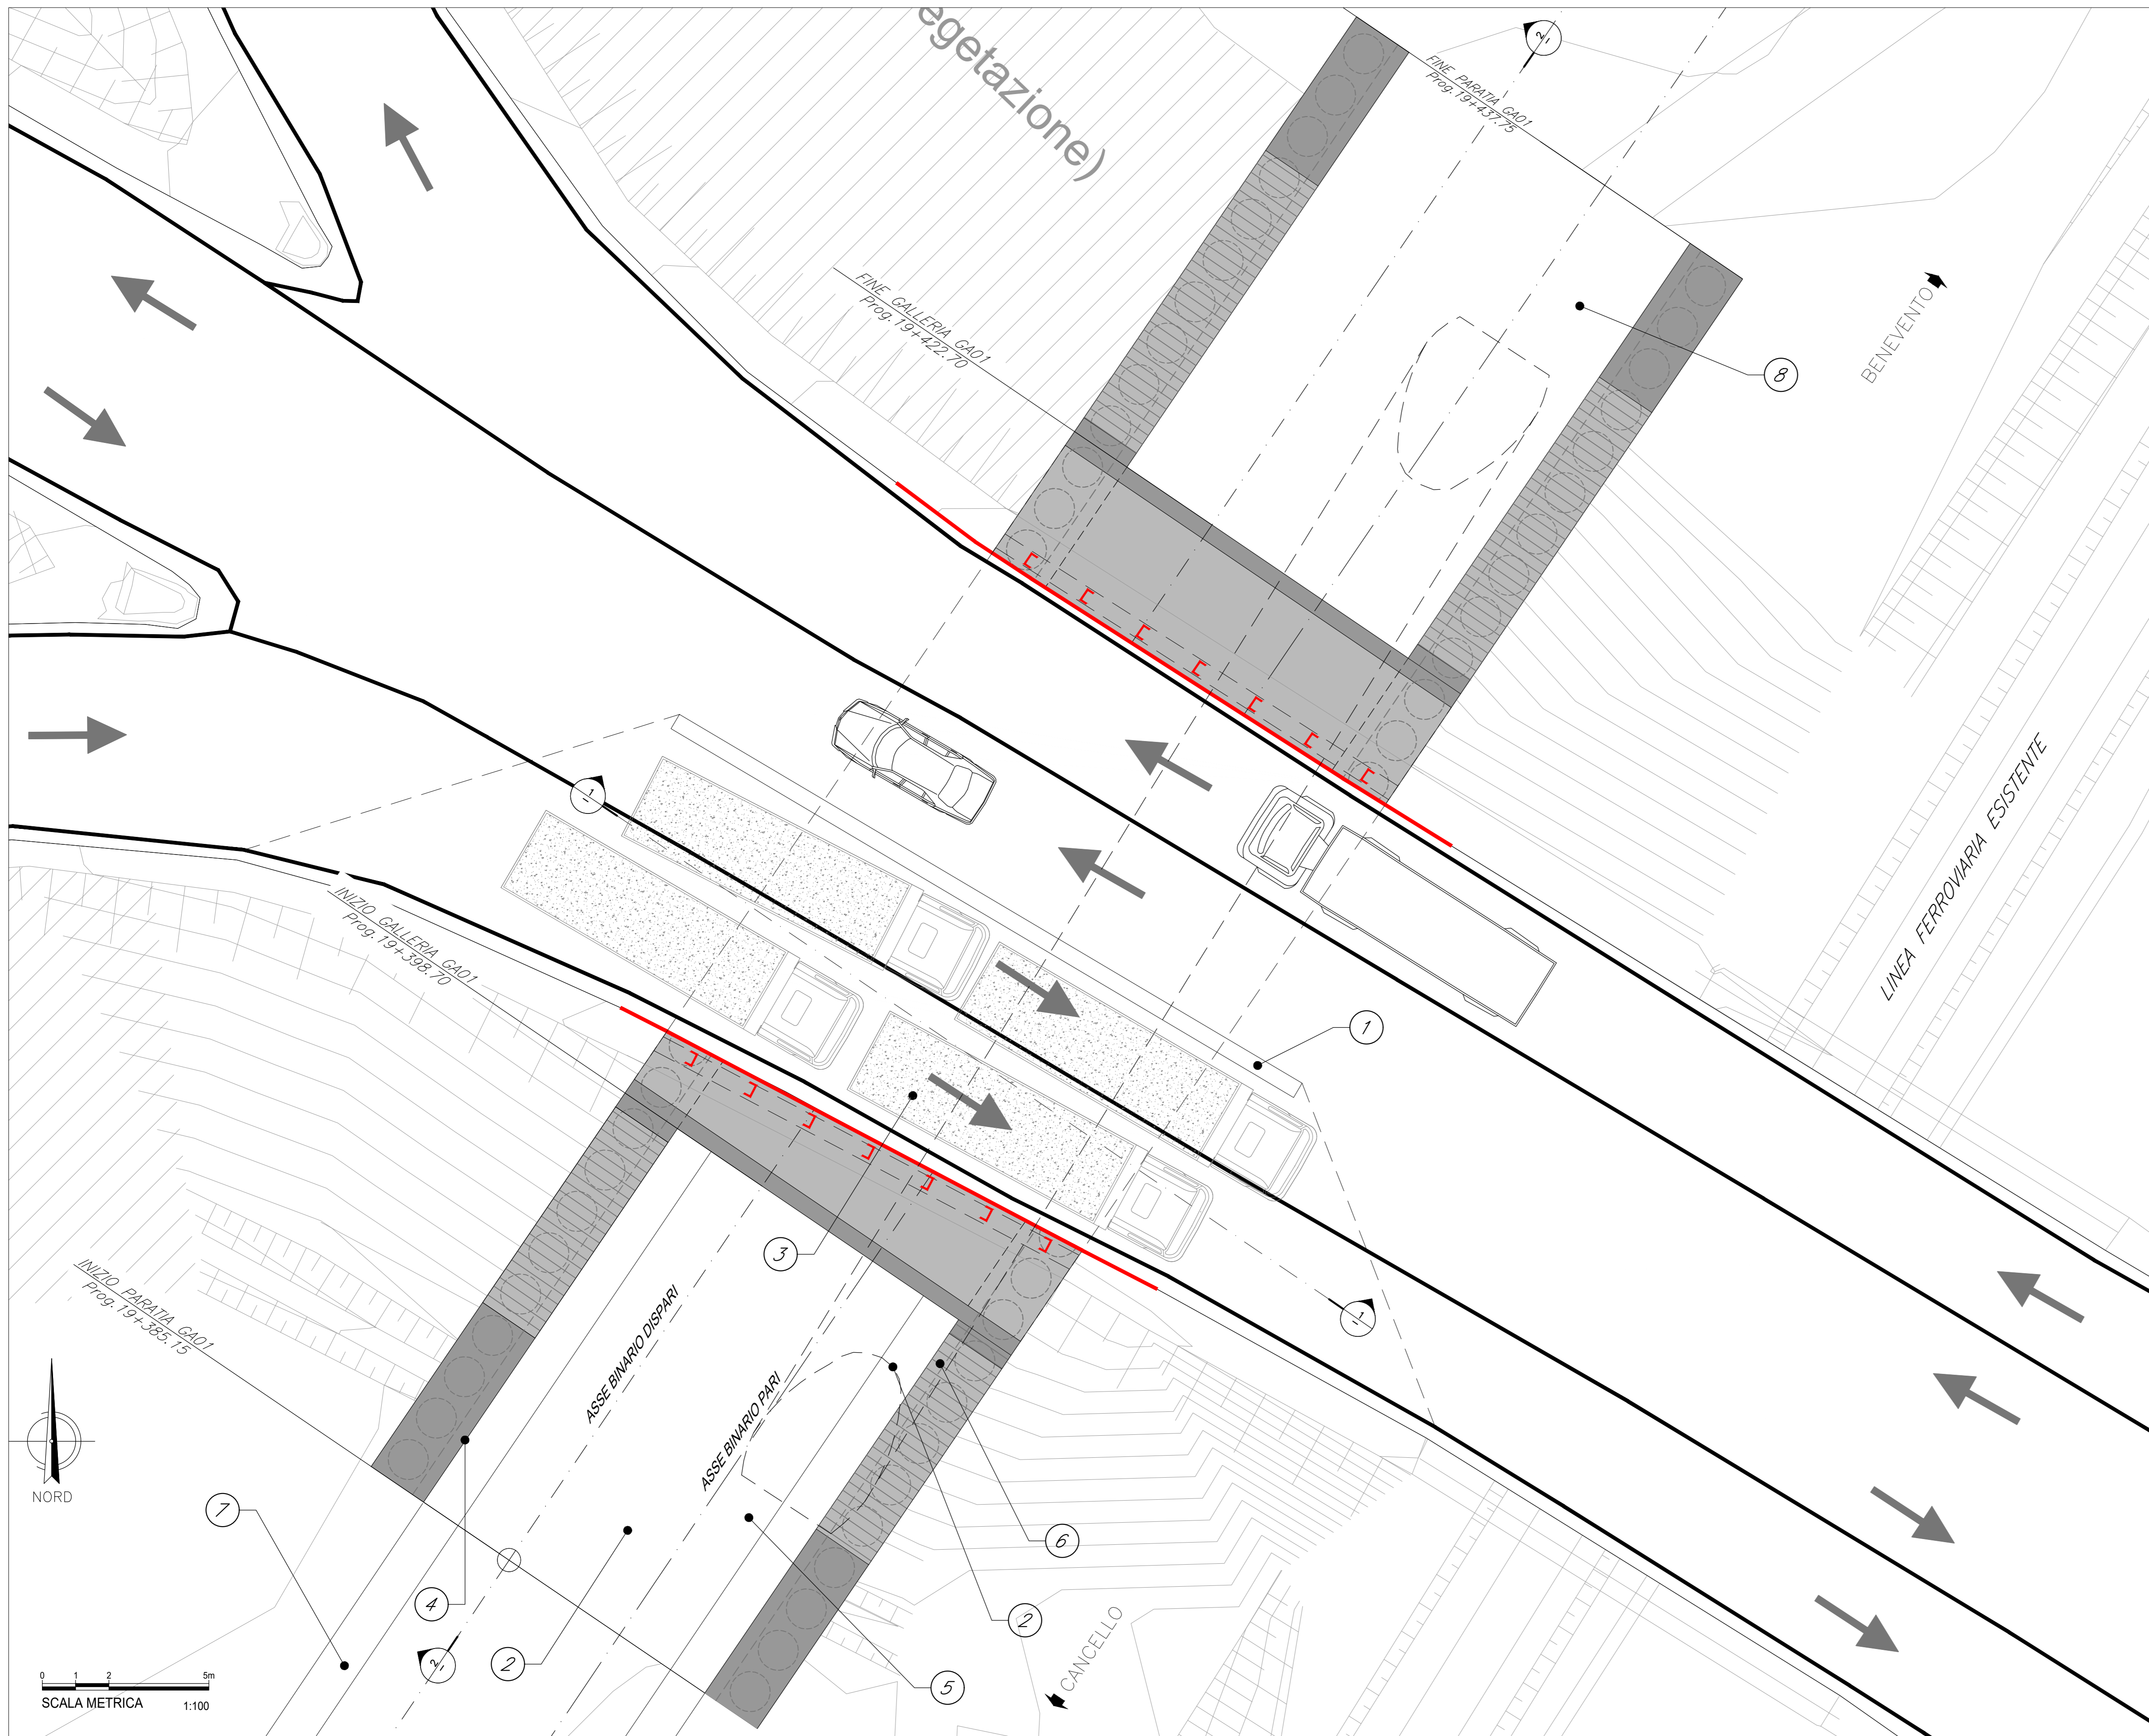 egetazione)
2
FINE PARATIA GA01
Prog.19+437.75
BENEVENTO
FINE GALLERIA GA01
Prog.19+422.70
8
LINEA FERROVIARIA ESISTENTE
1
INIZIO GALLERIA GA01
Prog.19+398.70
1
3
INIZIO PARATIA GA01
Prog.19+385.15
ASSE BINARIO DISPARI
ASSE BINARIO PARI
1
NORD
7
4
2
2
6
2
5
CANCELLO
0 1 2 5m
SCALA METRICA 1:100